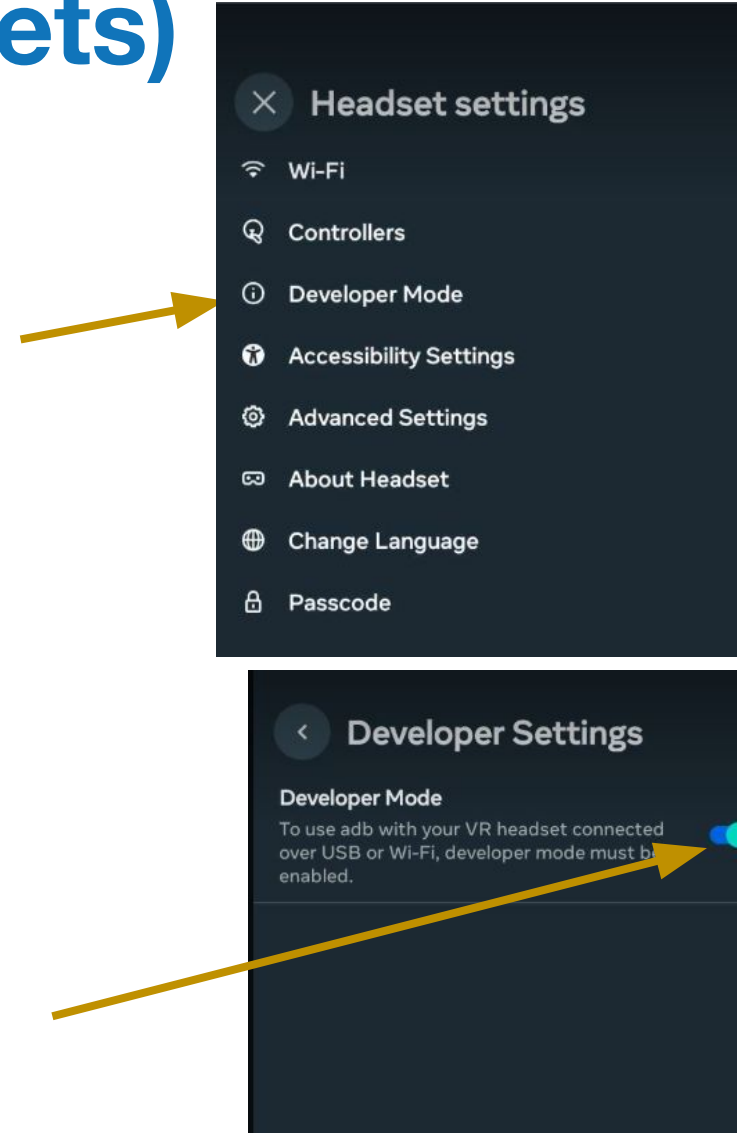 ets)
Headset settings
Wi-Fi
Controllers
Developer Mode
Accessibility Settings
Advanced Settings
About Headset
Change Language
Passcode
Developer Settings
Developer Mode
To use adb with your VR headset connected
over USB or Wi-Fi, developer mode must be
enabled.